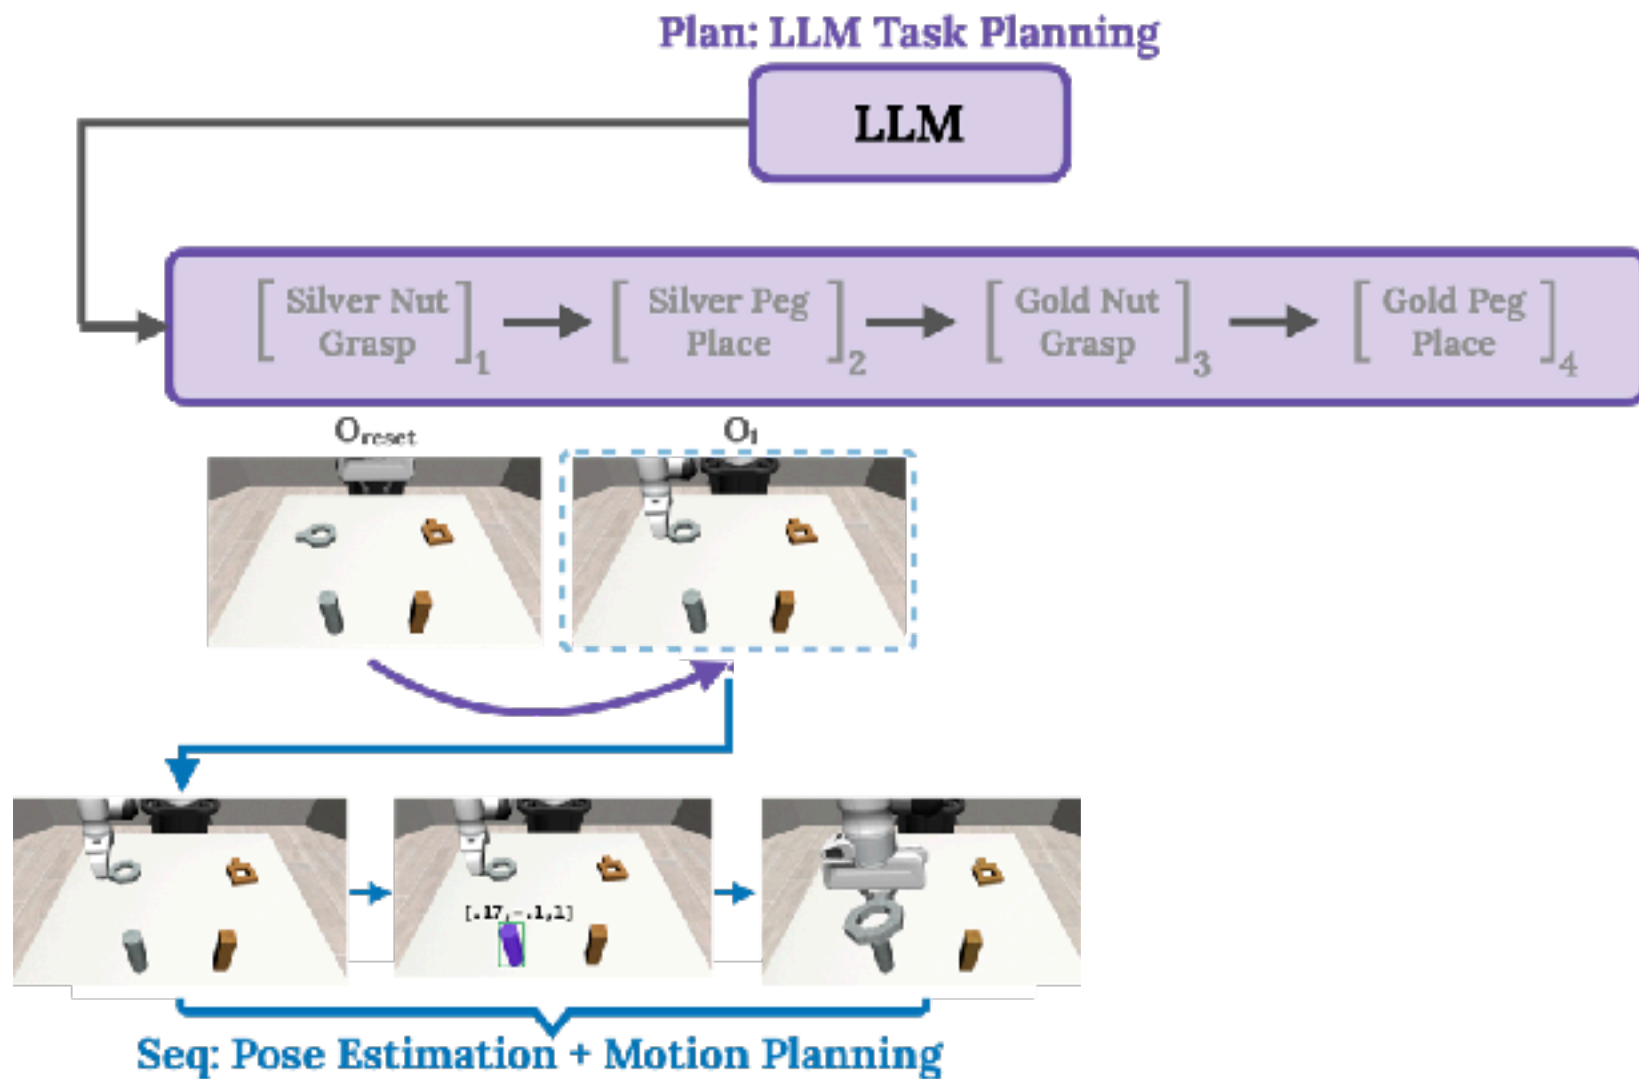 Plan: LLM Task Planning
LLM
[Silver Nut Grasp]1 → [Silver Peg Place]2 → [Gold Nut Grasp]3 → [Gold Peg Place]4
Oreset
O1
[.17,-.1,1]
Seq: Pose Estimation + Motion Planning